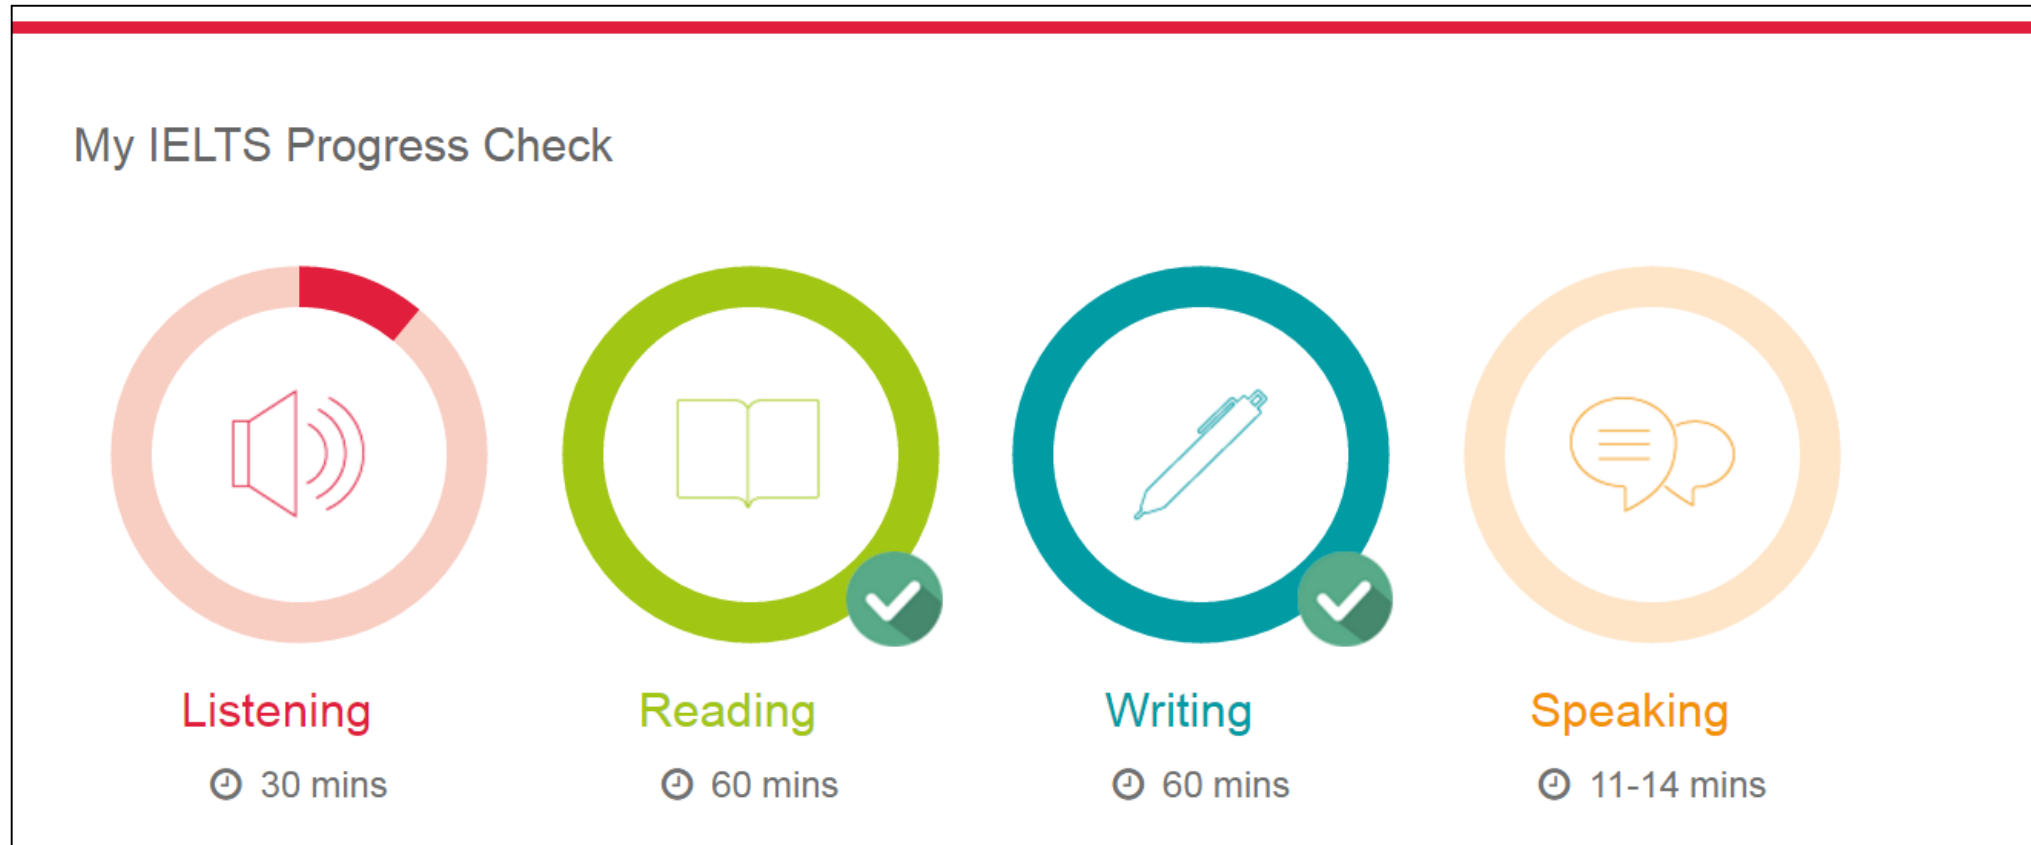 My IELTS Progress Check
Listening
Reading
Writing
Speaking
30 mins
60 mins
60 mins
11-14 mins